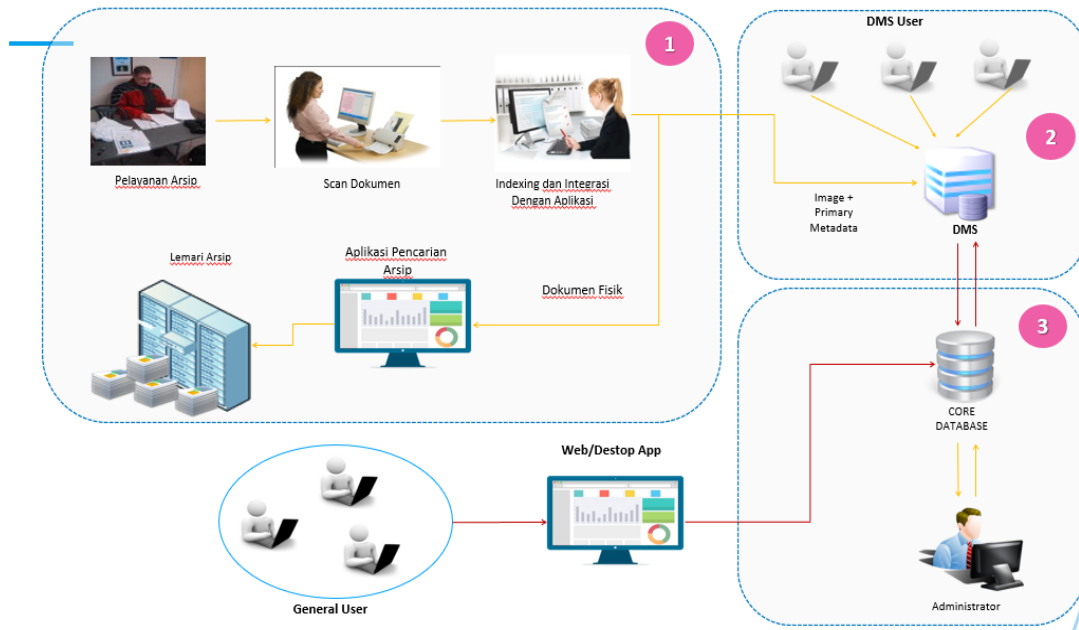 1
Pelayanan Arsip
Scan Dokumen
Indexing dan Integrasi
Dengan Aplikasi
Lemari Arsip
Aplikasi Pencarian
Arsip
Dokumen Fisik
DMS User
2
Image +
Primary
Metadata
DMS
3
CORE
DATABASE
Administrator
Web/Destop App
General User